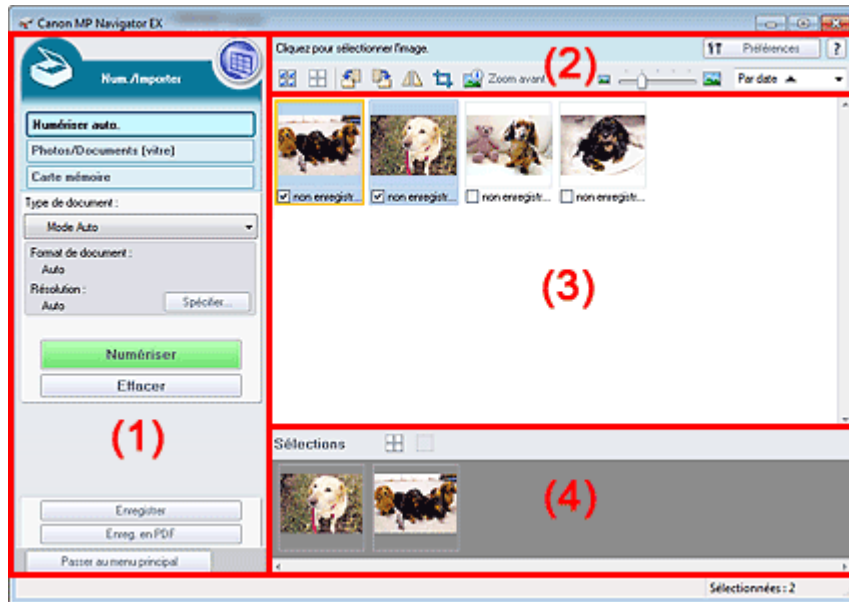 Canon MP Navigator EX
Num./Importer
Numériser auto.
Photos/Documents (vitre)
Carte mémoire
Type de document :
Mode Auto
Format de document :
Auto
Résolution :
Auto
Spécifier...
Numériser
Effacer
(1)
Enregistrer
Enreg. en PDF
Passer au menu principal
Cliquez pour sélectionner l'image.
Préférences
?
Zoom avant
(2)
Par date
non enregistr...
non enregistr...
non enregistr...
non enregistr...
(3)
Sélections
(4)
Sélectionnées : 2